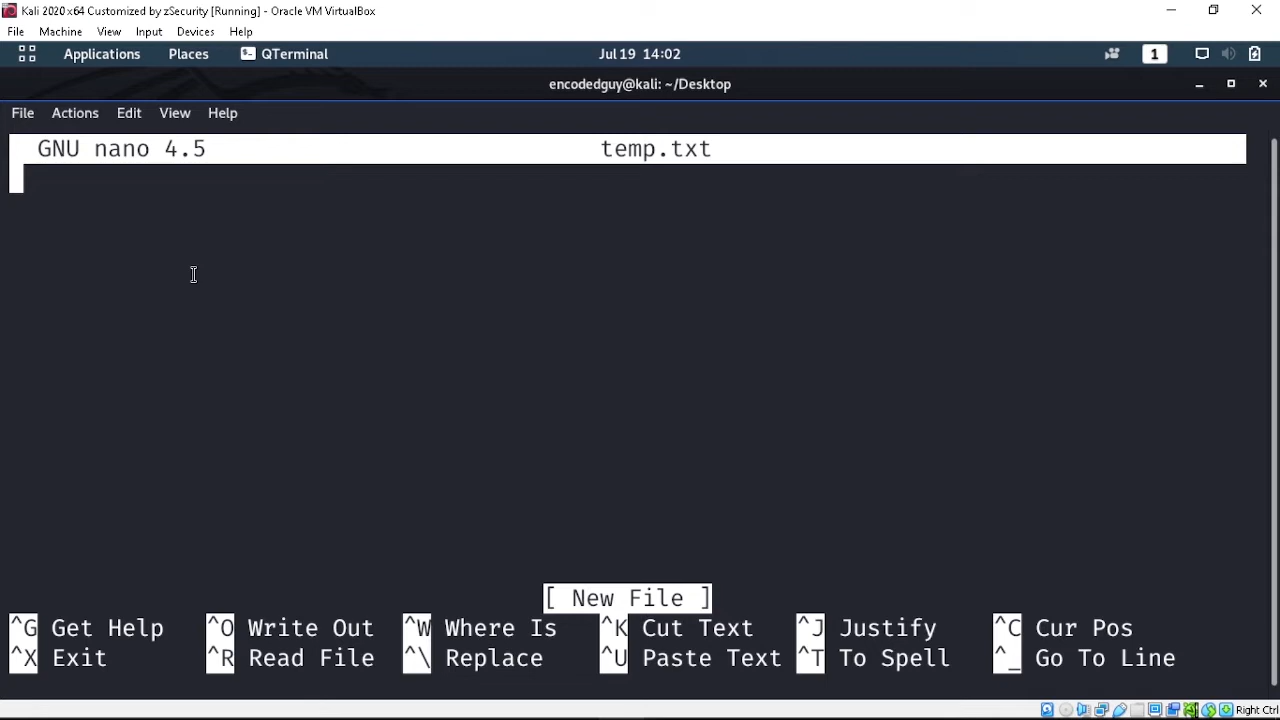 Kali 2020 x64 Customized by zSecurity [Running] - Oracle VM VirtualBox
File Machine View Input Devices Help
Applications Places QTerminal Jul 19 14:02 1
encodedguy@kali: ~/Desktop
File Actions Edit View Help
GNU nano 4.5 temp.txt
[ New File ]
^G Get Help ^O Write Out ^W Where Is ^K Cut Text ^J Justify ^C Cur Pos
^X Exit ^R Read File ^\ Replace ^U Paste Text ^T To Spell ^_ Go To Line
Right Ctrl